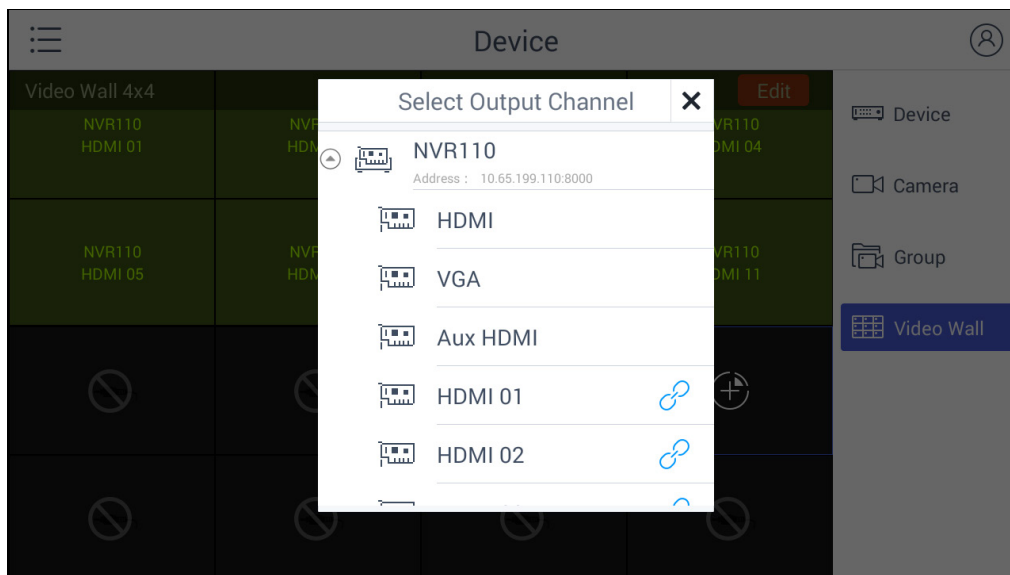 Device
Video Wall 4x4
Edit
NVR110
HDMI 01
NVR110
HDMI 05
VR110
DMI 04
VR110
DMI 11
Select Output Channel
NVR110
Address : 10.65.199.110:8000
HDMI
VGA
Aux HDMI
HDMI 01
HDMI 02
Device
Camera
Group
Video Wall